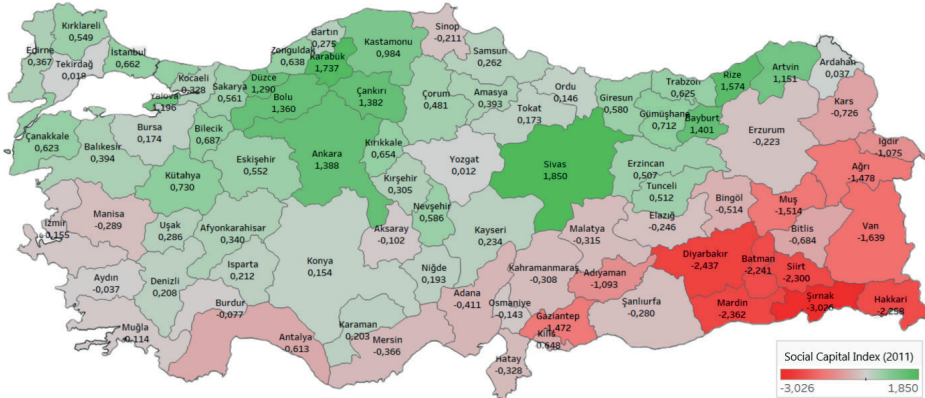 Kırklareli
0,549
Edirne
0,367
Tekirdağ
0,018
İstanbul
0,662
Kocaeli
-0,328
Yalova
1,196
Sakarya
0,561
Düzce
1,290
Bolu
1,360
Zonguldak
0,638
Bartın
0,275
Karabük
1,737
Kastamonu
0,984
Sinop
-0,211
Samsun
0,262
Çankırı
1,382
Çorum
0,481
Amasya
0,393
Ordu
0,146
Tokat
0,173
Giresun
0,580
Trabzon
0,625
Rize
1,574
Artvin
1,151
Ardahan
0,037
Kars
-0,726
Iğdır
-1,075
Gümüşhane
0,712
Bayburt
1,401
Erzurum
-0,223
Ağrı
-1,478
Çanakkale
0,623
Balıkesir
0,394
Bursa
0,174
Bilecik
0,687
Eskişehir
0,552
Kütahya
0,730
Ankara
1,388
Kırıkkale
0,654
Kırşehir
0,305
Yozgat
0,012
Sivas
1,850
Erzincan
0,507
Tunceli
0,512
Elazığ
-0,246
Bingöl
-0,514
Muş
-1,514
Bitlis
-0,684
Van
-1,639
Manisa
-0,289
İzmir
0,155
Uşak
0,286
Afyonkarahisar
0,340
Aksaray
-0,102
Nevşehir
0,586
Kayseri
0,234
Malatya
-0,315
Diyarbakır
-2,437
Batman
-2,241
Siirt
-2,300
Şırnak
-3,026
Hakkari
-2,258
Mardin
-2,362
Aydın
-0,037
Denizli
0,208
Isparta
0,212
Burdur
-0,077
Konya
0,154
Niğde
0,193
Kahramanmaraş
-0,308
Adıyaman
-1,093
Şanlıurfa
-0,280
Muğla
-0,114
Antalya
-0,613
Karaman
0,203
Mersin
-0,366
Adana
-0,411
Osmaniye
-0,143
Gaziantep
-1,472
Kilis
0,648
Hatay
-0,328
Social Capital Index (2011)
-3,026 1,850